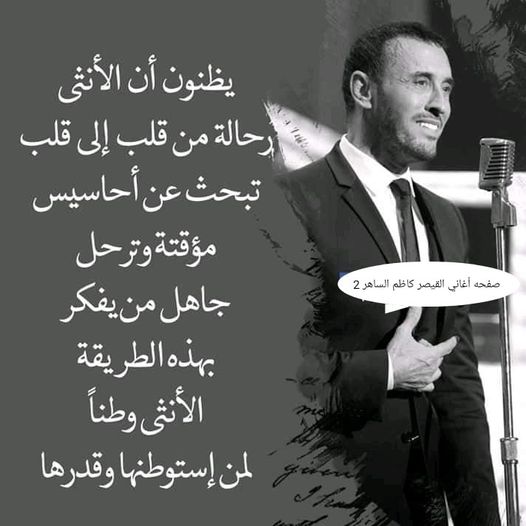 يظنون أن الأنثى
رحالة من قلب إلى قلب
تبحث عن أحاسيس
مؤقتة وترحل
جاهل من يفكر
بهذه الطريقة
الأنثى وطناً
لمن إستوطنها وقدرها
صفحه أغاني القيصر كاظم الساهر 2